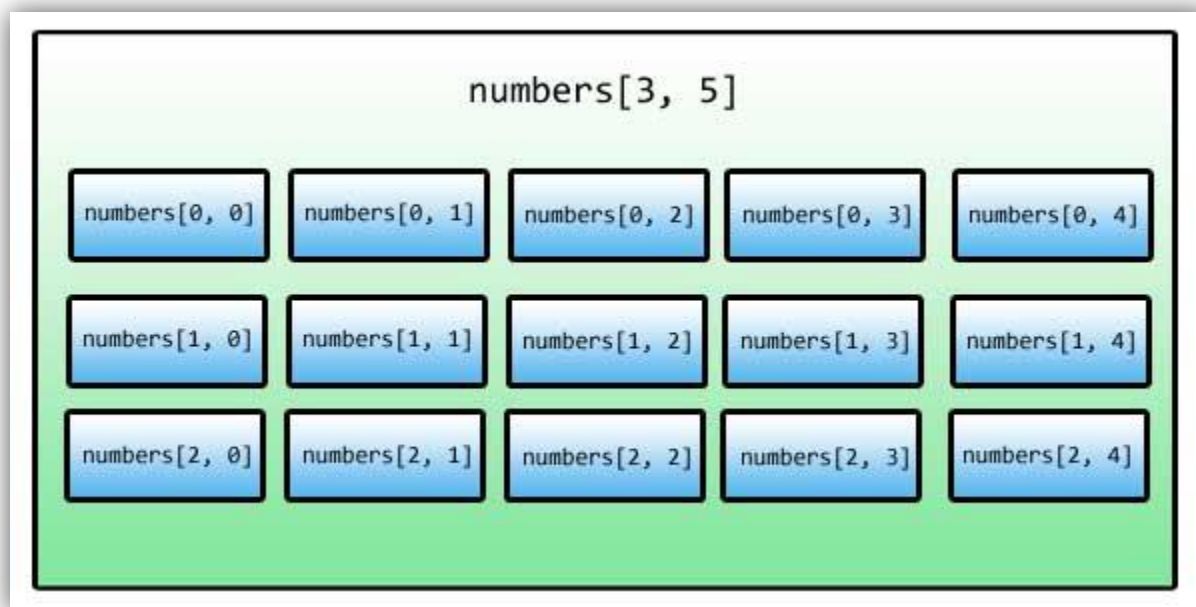 numbers[3, 5]
numbers[0, 0] numbers[0, 1] numbers[0, 2] numbers[0, 3] numbers[0, 4]
numbers[1, 0] numbers[1, 1] numbers[1, 2] numbers[1, 3] numbers[1, 4]
numbers[2, 0] numbers[2, 1] numbers[2, 2] numbers[2, 3] numbers[2, 4]